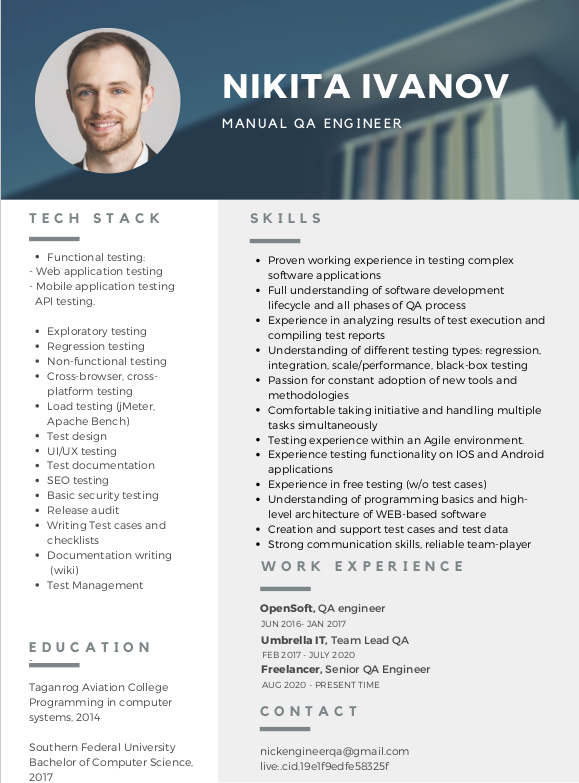 NIKITA IVANOV
MANUAL QA ENGINEER
TECH STACK
• Functional testing:
- Web application testing
- Mobile application testing
API testing.
• Exploratory testing
• Regression testing
• Non-functional testing
• Cross-browser, cross-
platform testing
• Load testing (jMeter,
Apache Bench)
• Test design
• UI/UX testing
• Test documentation
• SEO testing
• Basic security testing
• Release audit
• Writing Test cases and
checklists
• Documentation writing
(wiki)
• Test Management
EDUCATION
-
Taganrog Aviation College
Programming in computer
systems, 2014
Southern Federal University
Bachelor of Computer Science,
2017
SKILLS
• Proven working experience in testing complex
software applications
• Full understanding of software development
lifecycle and all phases of QA process
• Experience in analyzing results of test execution and
compiling test reports
• Understanding of different testing types: regression,
integration, scale/performance, black-box testing
• Passion for constant adoption of new tools and
methodologies
• Comfortable taking initiative and handling multiple
tasks simultaneously
• Testing experience within an Agile environment.
• Experience testing functionality on IOS and Android
applications
• Experience in free testing (w/o test cases)
• Understanding of programming basics and high-
level architecture of WEB-based software
• Creation and support test cases and test data
• Strong communication skills, reliable team-player
WORK EXPERIENCE
OpenSoft, QA engineer
JUN 2016- JAN 2017
Umbrella IT, Team Lead QA
FEB 2017 - JULY 2020
Freelancer, Senior QA Engineer
AUG 2020 - PRESENT TIME
CONTACT
nickengineerqa@gmail.com
live:.cid.19e1f9edfe58325f